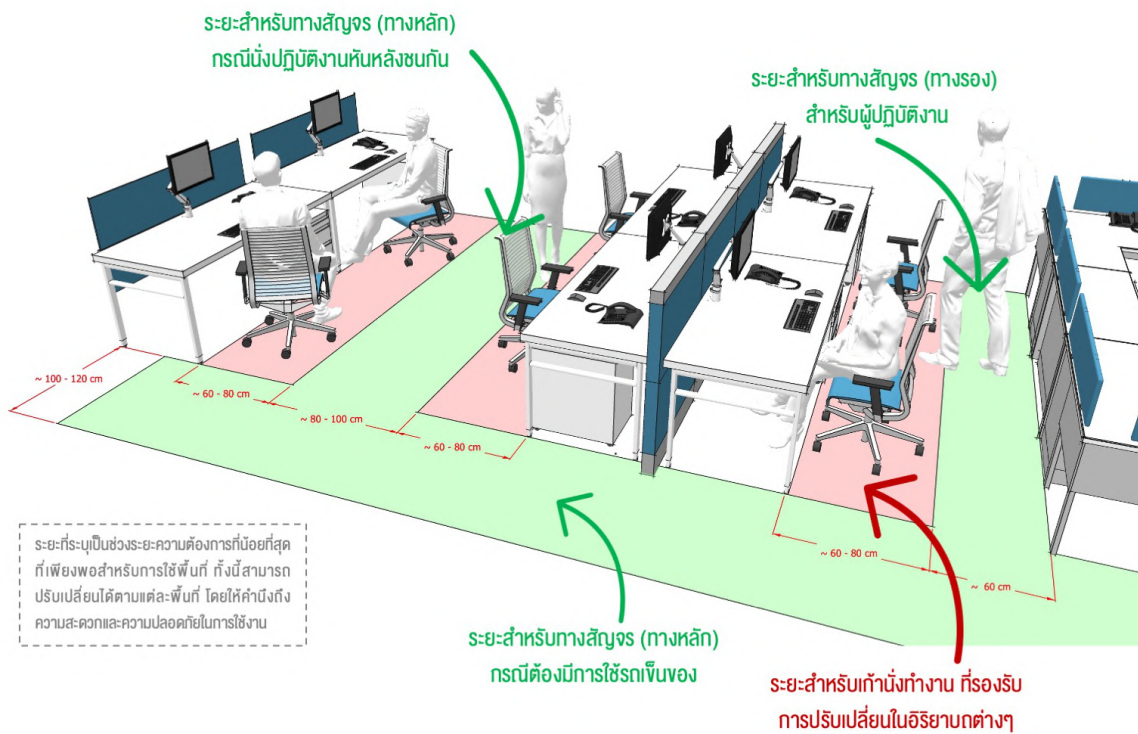 ระยะสำหรับทางสัญจร (ทางหลัก)
กรณีนั่งปฏิบัติงานหันหลังชนกัน
ระยะสำหรับทางสัญจร (ทางรอง)
สำหรับผู้ปฏิบัติงาน
~ 100 - 120 cm
~ 60 - 80 cm
~ 80 - 100 cm
~ 60 - 80 cm
~ 60 - 80 cm
~ 60 cm
ระยะที่ระบุเป็นช่วงระยะความต้องการที่น้อยที่สุด
ที่เพียงพอสำหรับการใช้พื้นที่ ทั้งนี้สามารถ
ปรับเปลี่ยนได้ตามแต่ละพื้นที่ โดยให้คำนึงถึง
ความสะดวกและความปลอดภัยในการใช้งาน
ระยะสำหรับทางสัญจร (ทางหลัก)
กรณีต้องมีการใช้รถเข็นของ
ระยะสำหรับเก้านั่งทำงาน ที่รองรับ
การปรับเปลี่ยนในอิริยาบถต่างๆ